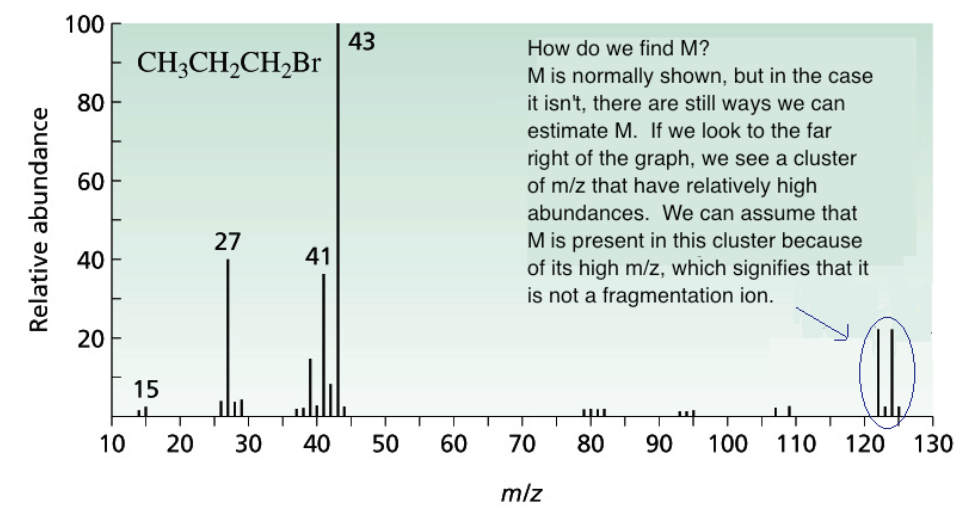 100
43
CH3CH2CH2Br
How do we find M?
M is normally shown, but in the case
it isn't, there are still ways we can
estimate M. If we look to the far
right of the graph, we see a cluster
of m/z that have relatively high
abundances. We can assume that
M is present in this cluster because
of its high m/z, which signifies that it
is not a fragmentation ion.
80
60
40
20
Relative abundance
27
41
15
10 20 30 40 50 60 70 80 90 100 110 120 130
m/z